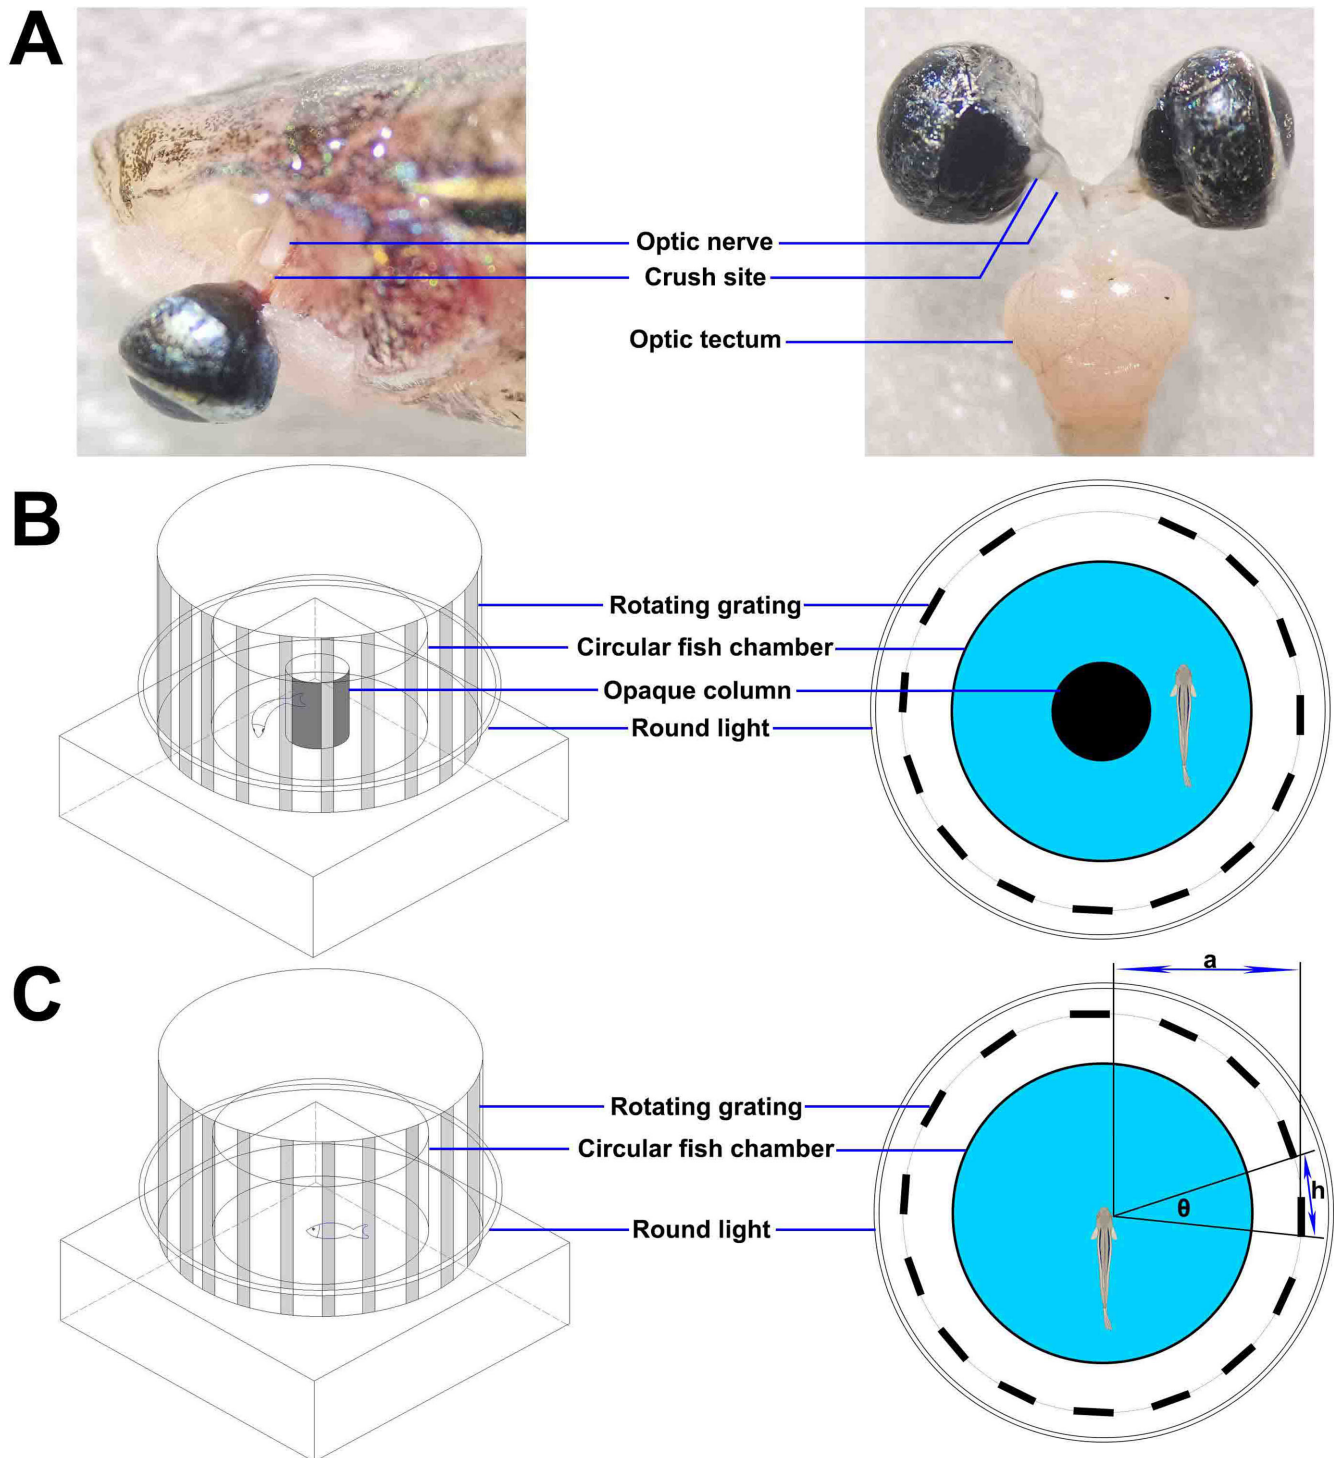 A
Optic nerve
Crush site
Optic tectum
B
Rotating grating
Circular fish chamber
Opaque column
Round light
C
a
Rotating grating
Circular fish chamber
h
θ
Round light